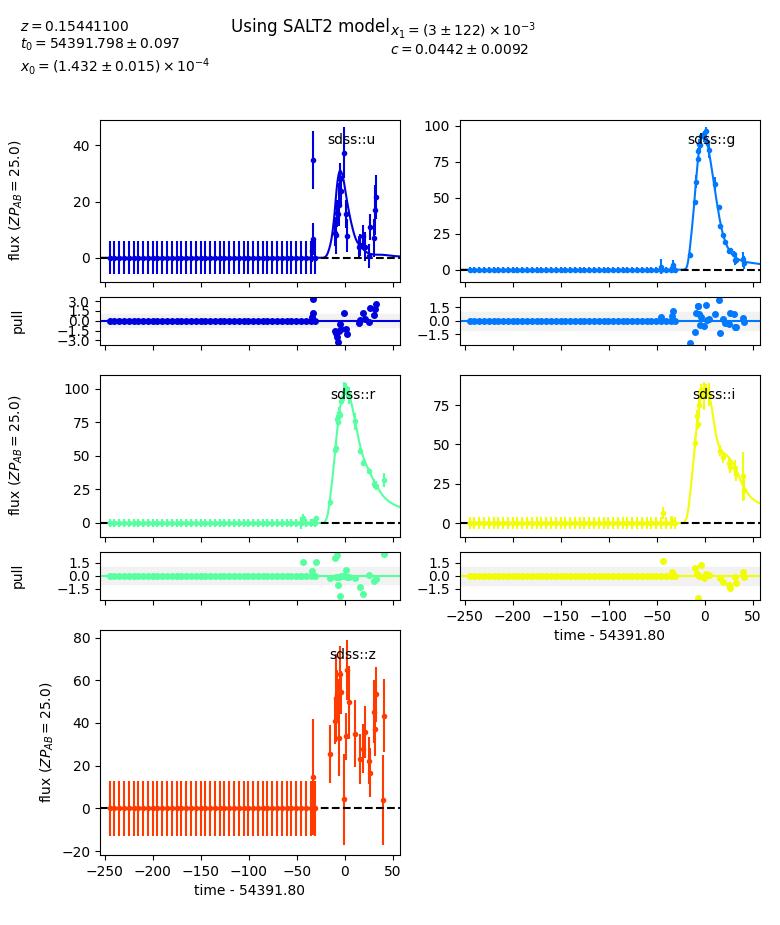 Using SALT2 model
z = 0.15441100
t0 = 54391.798 ± 0.097
x0 = (1.432 ± 0.015) × 10^−4
x1 = (3 ± 122) × 10^−3
c = 0.0442 ± 0.0092
sdss::u
flux (ZP_AB = 25.0)
40
20
0
pull
3.0
1.5
0.0
−1.5
−3.0
sdss::g
100
75
50
25
0
1.5
0.0
−1.5
sdss::r
flux (ZP_AB = 25.0)
100
75
50
25
0
pull
1.5
0.0
−1.5
sdss::i
75
50
25
0
1.5
0.0
−1.5
−250 −200 −150 −100 −50 0 50
time - 54391.80
sdss::z
flux (ZP_AB = 25.0)
80
60
40
20
0
−20
−250 −200 −150 −100 −50 0 50
time - 54391.80